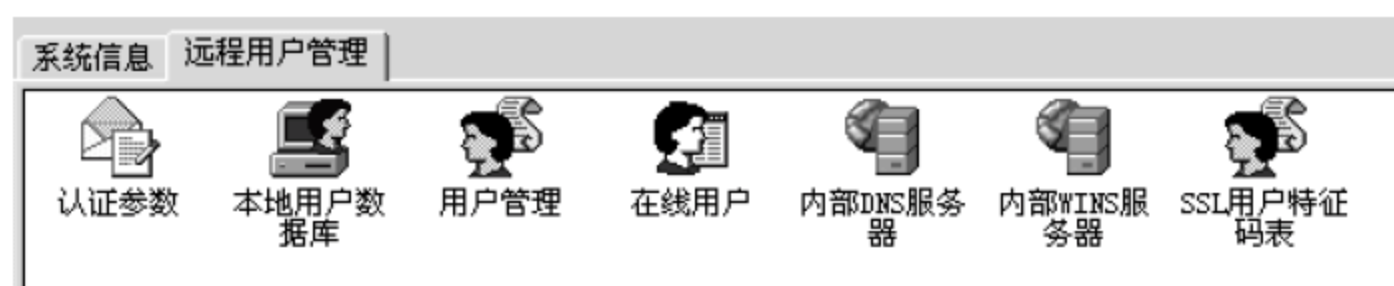 系统信息 远程用户管理
认证参数 本地用户数 用户管理 在线用户 内部DNS服务 内部WINS服 SSL用户特征
据库 器 务器 码表